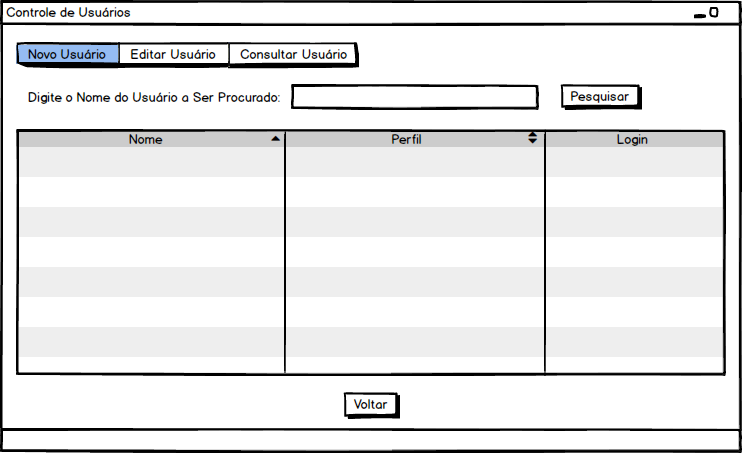 Controle de Usuários
Novo Usuário Editar Usuário Consultar Usuário
Digite o Nome do Usuário a Ser Procurado: Pesquisar
Nome Perfil Login
Voltar